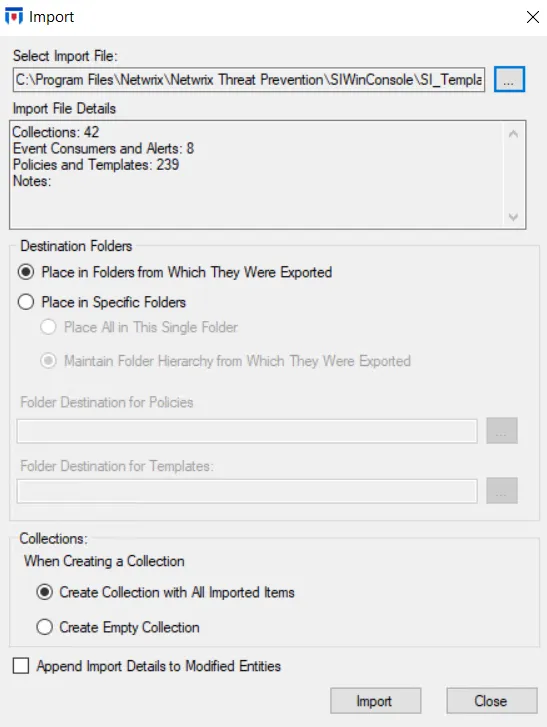 Import
Select Import File:
C:\Program Files\Netwrix\Netwrix Threat Prevention\SIWinConsole\SI_Templa
...
Import File Details
Collections: 42
Event Consumers and Alerts: 8
Policies and Templates: 239
Notes:
Destination Folders
Place in Folders from Which They Were Exported
Place in Specific Folders
Place All in This Single Folder
Maintain Folder Hierarchy from Which They Were Exported
Folder Destination for Policies
...
Folder Destination for Templates:
...
Collections:
When Creating a Collection
Create Collection with All Imported Items
Create Empty Collection
Append Import Details to Modified Entities
Import Close